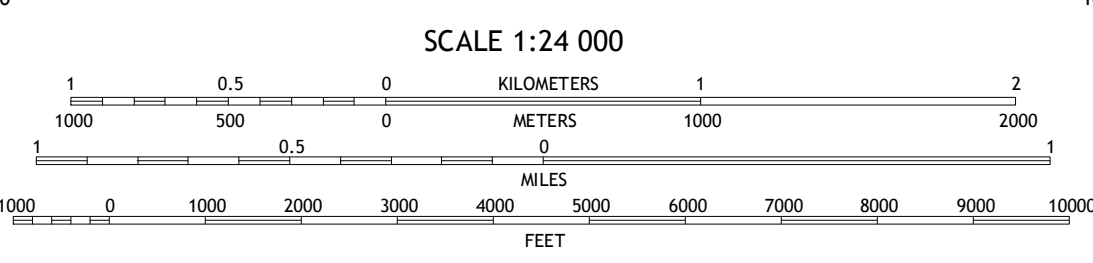 SCALE 1:24 000
1 0.5 0 KILOMETERS 1 2
1000 500 0 METERS 1000 2000
1 0.5 0 1
MILES
1000 0 1000 2000 3000 4000 5000 6000 7000 8000 9000 10000
FEET